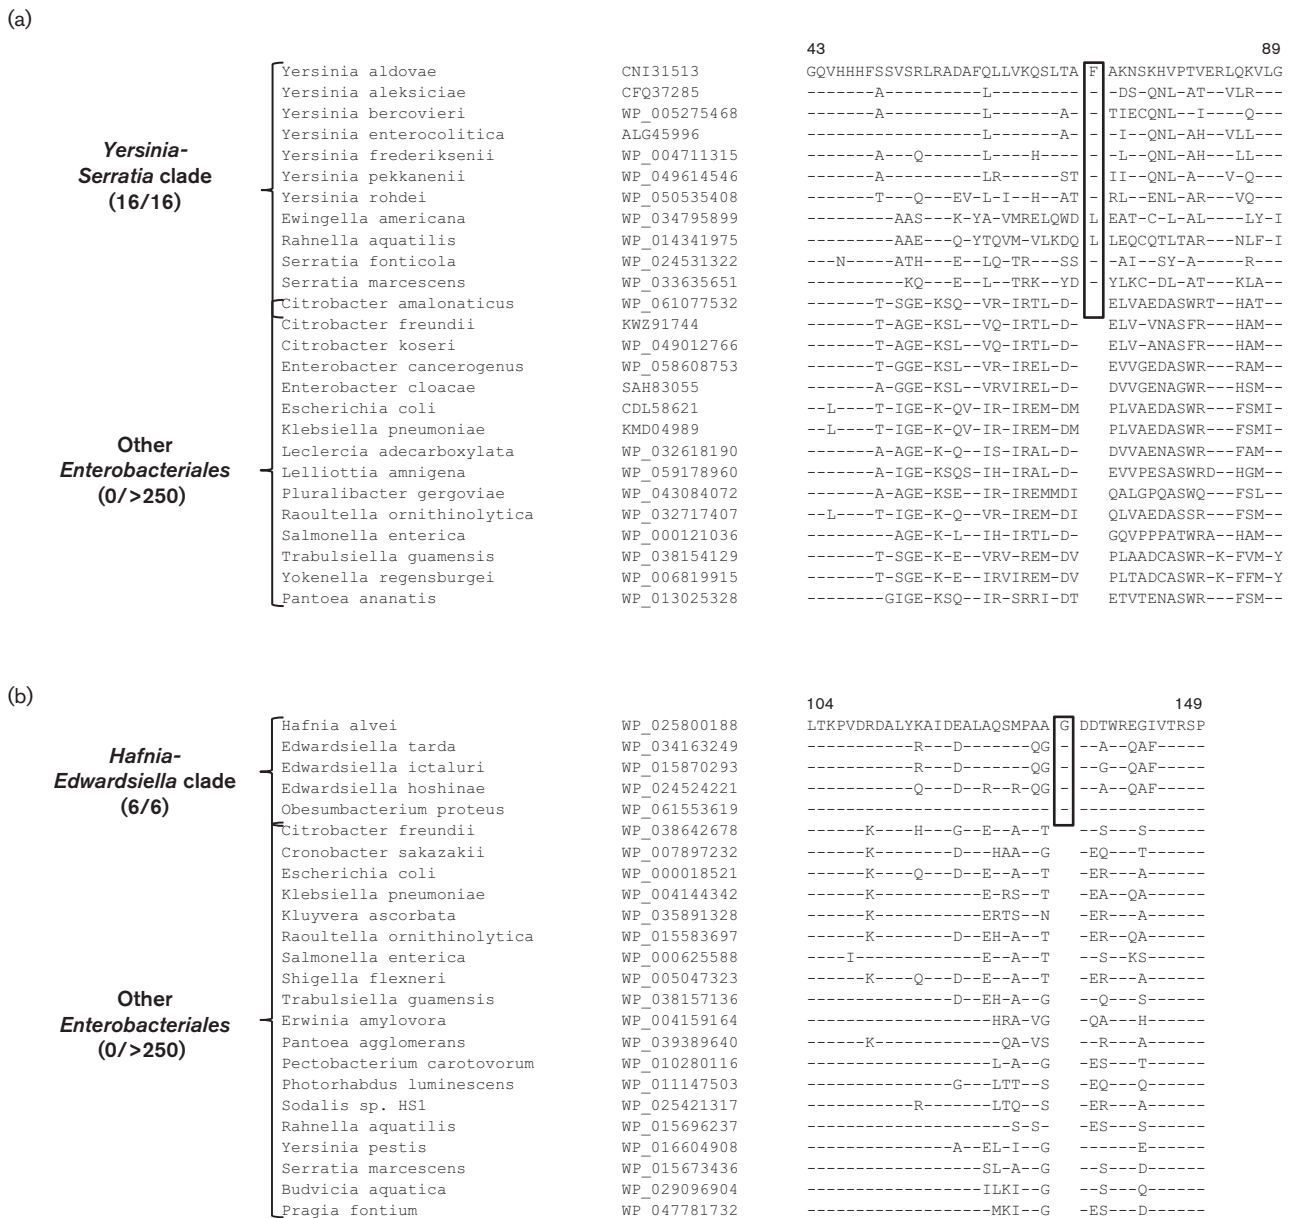 (a)
43 89
Yersinia aldovae CNI31513 GQVHHHFSSVSRLRADAFQLLVKQSLTA F AKNSKHVPTVERLQKVLG
Yersinia aleksiciae CFQ37285 -------A----------L--------- - -DS-QNL-AT--VLR---
Yersinia bercovieri WP_005275468 -------A----------L-------A- - TIECQNL--I----Q---
Yersinia enterocolitica ALG45996 ------------------L-------A- - -I--QNL-AH--VLL---
Yersinia-
Serratia clade
(16/16)
Yersinia frederiksenii WP_004711315 -------A---Q------L----H---- - -L--QNL-AH---LL---
Yersinia pekkanenii WP_049614546 -------A----------LR------ST - II--QNL-A---V-Q---
Yersinia rohdei WP_050535408 -------T---Q---EV-L-I--H--AT - RL--ENL-AR---VQ---
Ewingella americana WP_034795899 ---------AAS---K-YA-VMRELQWD L EAT-C-L-AL----LY-I
Rahnella aquatilis WP_014341975 ---------AAE---Q-YTQVM-VLKDQ L LEQCQTLTAR---NLF-I
Serratia fonticola WP_024531322 ---N-----ATH---E--LQ-TR---SS - --AI--SY-A-----R---
Serratia marcescens WP_033635651 ----------KQ---E--L--TRK--YD - YLKC-DL-AT---KLA---
Citrobacter amalonaticus WP_061077532 -------T-SGE-KSQ--VR-IRTL-D- ELVAEDASWRT--HAT--
Citrobacter freundii KWZ91744 -------T-AGE-KSL--VQ-IRTL-D- ELV-VNASFR---HAM--
Citrobacter koseri WP_049012766 -------T-AGE-KSL--VQ-IRTL-D- ELVA-ANASFR--HAM--
Enterobacter cancerogenus WP_058608753 -------T-GGE-KSL--VR-IREL-D- EVVGEDASWR---RAM--
Enterobacter cloacae SAH83055 -------A-GGE-KSL--VRVIREL-D- DVVGENAGWR---HSM--
Escherichia coli CDL58621 --L----T-IGE-K-QV-IR-IREM-DM PLVAEDASWR---FSMI-
Other
Enterobacteriales
(0/>250)
Klebsiella pneumoniae KMD04989 --L----T-IGE-K-QV-IR-IREM-DM PLVAEDASWR---FSMI-
Leclercia adecarboxylata WP_032618190 -------A-AGE-KSL--IS-IRAL-D- DVVAENASWR---FAM--
Lelliottia amnigena WP_059178960 -------A-IGE-KSQS-IH-IRAL-D- EVVPESASWRD--HGM--
Pluralibacter gergoviae WP_043084072 -------A-AGE-KSE--IR-IREMMDI QALGPQASWQ---FSL--
Raoultella ornithinolytica WP_032717407 --L----T-IGE-K-Q--VR-IREM-DI QLVAEDASSR---FSM--
Salmonella enterica WP_000121036 ---------AGE-K-L--IH-IRTL-D- GQVPPPATWRA--HAM--
Trabulsiella guamensis WP_038154129 -------T-SGE-K-E--VRV-REM-DV PLAADCASWR-K-FVM-Y
Yokenella regensburgei WP_006819915 -------T-SGE-K-E--IRVIREM-DV PLTADCASWR-K-FFM-Y
Pantoea ananatis WP_013025328 --------GIGE-KSQ--IR-SRRI-DT ETVTENASWR---FSM--
(b)
104 149
Hafnia alvei WP_025800188 LTKPVDRDALYKAIDEALAQSMPAA G DDTWREGIVTRSP
Hafnia-
Edwardsiella clade
(6/6)
Edwardsiella tarda WP_034163249 -----------R---D-------QG - --A--QAF-----
Edwardsiella ictaluri WP_015870293 -----------R---D-------QG - --G--QAF-----
Edwardsiella hoshinae WP_024524221 -----------Q---D--R--R-QG - --A--QAF-----
Obesumbacterium proteus WP_061553619 ------------------------- - -------------
Citrobacter freundii WP_038642678 ------K----H---G--E--A--T --S---S------
Cronobacter sakazakii WP_007897232 ---------------D---HAA--G -EQ---T------
Escherichia coli WP_000018521 ------K----Q---D--E--A--T -ER---A------
Klebsiella pneumoniae WP_004144342 ------K-----------E-RS--T -EA--QA------
Kluyvera ascorbata WP_035891328 ------------------ERTS--N -ER---A------
Raoultella ornithinolytica WP_015583697 ------K--------D--EH-A--T -ER--QA------
Salmonella enterica WP_000625588 ----I-------------E--A--T --S--KS------
Shigella flexneri WP_005047323 ------K----Q---D--E--A--T -ER---A------
Other
Enterobacteriales
(0/>250)
Trabulsiella guamensis WP_038157136 ---------------D--EH-A--G --Q---S------
Erwinia amylovora WP_004159164 -------------------HRA-VG -QA---H------
Pantoea agglomerans WP_039389640 ------K-------------QA-VS --R---A------
Pectobacterium carotovorum WP_010280116 -------------------L-A--G -ES---T------
Photorhabdus luminescens WP_011147503 ---------------G---LTT--S -EQ---Q------
Sodalis sp. HS1 WP_025421317 -----------R-------LTQ--S -ER---A------
Rahnella aquatilis WP_015696237 ---------------------S-S- -ES---S------
Yersinia pestis WP_016604908 ---------------A--EL-I--G ------E------
Serratia marcescens WP_015673436 ------------------SL-A--G --S---D------
Budvicia aquatica WP_029096904 ------------------ILKI--G --S---Q------
Pragia fontium WP_047781732 -------------------MKI--G -ES---D------